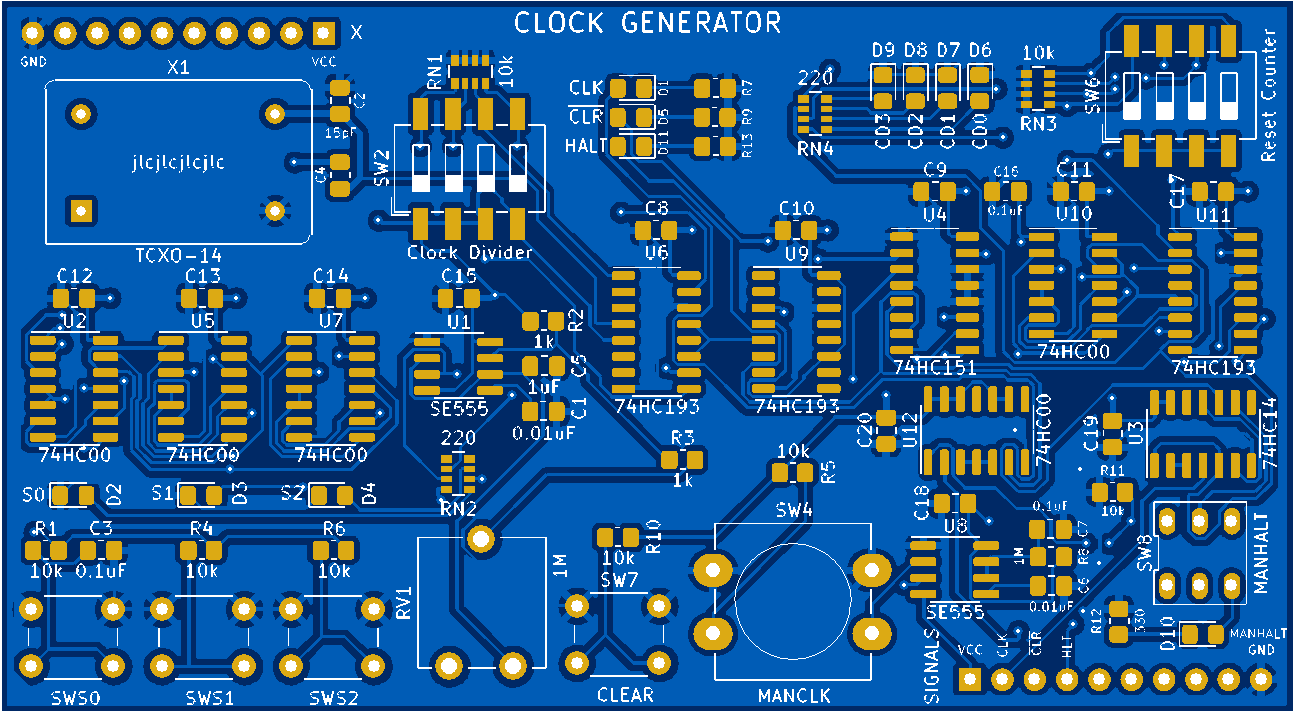 CLOCK GENERATOR
X
GND
VCC
X1
C2
15pF
C4
j!cj!cj!cj!c
TCXO-14
RN1
10k
SW2
Clock Divider
CLK
D1
R7
CLR
D5
R9
HALT
D11
R13
220
RN4
D9 D8 D7 D6
CD3 CD2 CD1 CD0
10k
RN3
SW6
Reset Counter
C8
U6
74HC193
C10
U9
74HC193
C9
U4
74HC151
C16
0.1uF
C11
U10
74HC00
C17
U11
74HC193
C12
U2
74HC00
C13
U5
74HC00
C14
U7
74HC00
C15
U1
SE555
R2
1k
C5
1uF
C1
0.01uF
220
RN2
R3
1k
10k
R5
C20
U12
74HC00
C19
U3
74HC14
R11
10k
S0
D2
S1
D3
S2
D4
R1
10k
C3
0.1uF
R4
10k
R6
10k
SWS0
SWS1
SWS2
RV1
1M
R10
10k
SW7
CLEAR
SW4
MANCLK
C18
U8
SE555
0.1uF
C7
1M
R8
C6
0.01uF
SW8
MANHALT
R12
330
D10
MANHALT
SIGNALS
VCC
CLK
CLR
HLT
GND